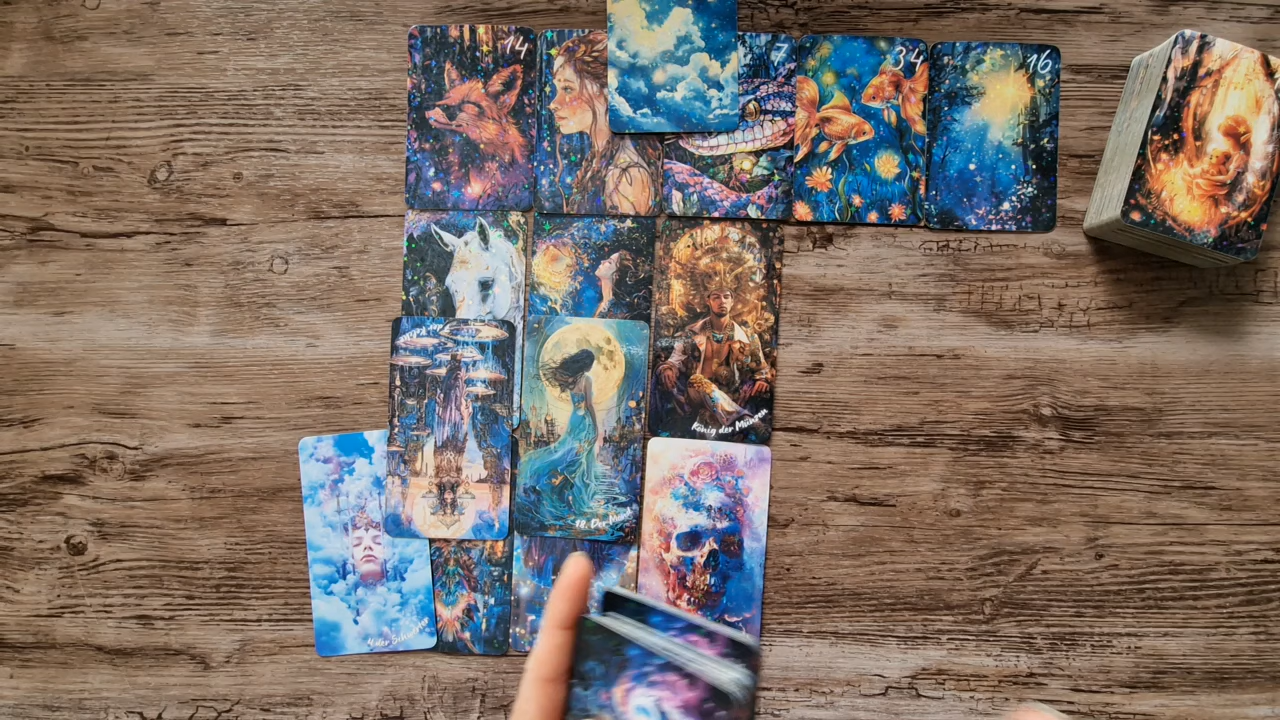 14
7
34
16
König der Münzen
18. Der Mond
4 der Schwerter